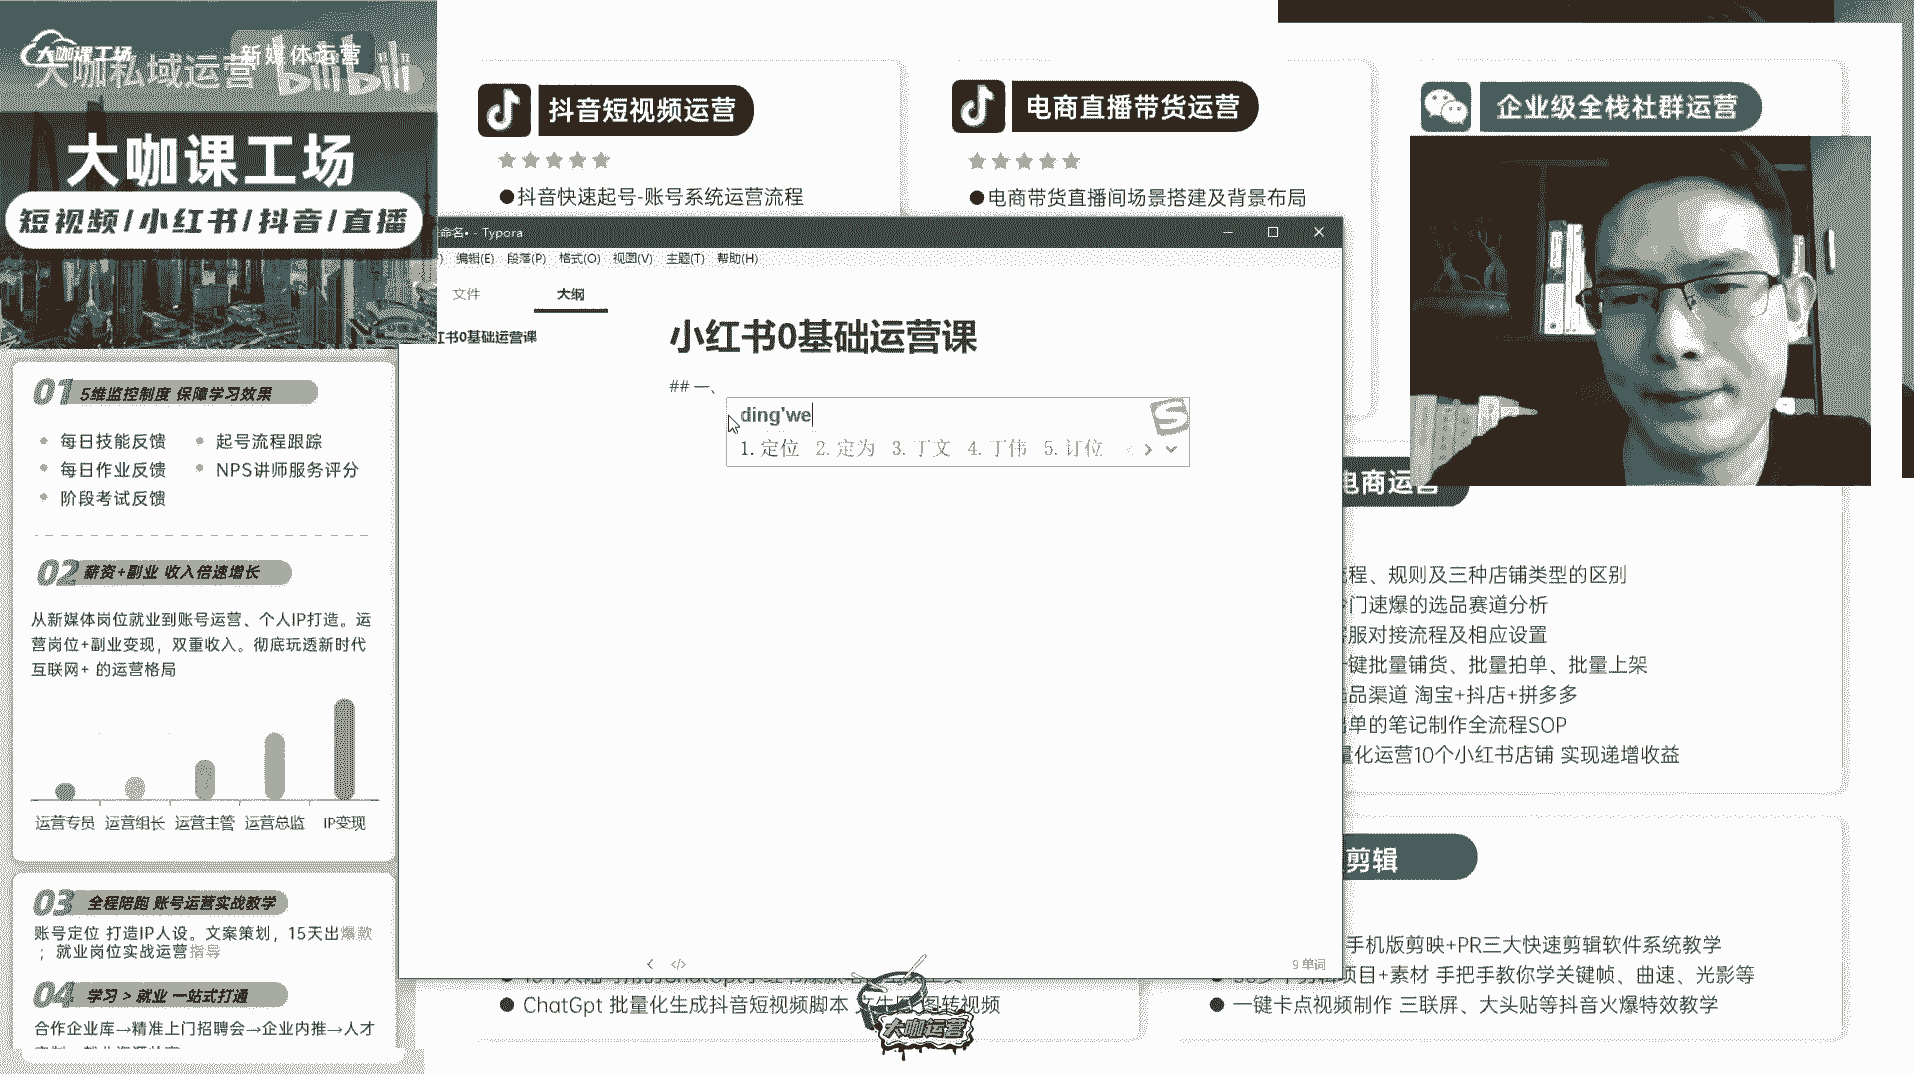 大咖课工场
新媒体运营
大咖私域运营
bilibili
大咖课工场
短视频/小红书/抖音/直播
01 5维监控制度 保障学习效果
每日技能反馈
起号流程跟踪
每日作业反馈
NPS讲师服务评分
阶段考试反馈
02 薪资+副业 收入倍速增长
从新媒体岗位就业到账号运营、个人IP打造。运
营岗位+副业变现，双重收入。彻底玩透新时代
互联网+ 的运营格局
运营专员 运营组长 运营主管 运营总监 IP变现
03 全程陪跑 账号运营实战教学
账号定位 打造IP人设。文案策划，15天出爆款
；就业岗位实战运营指导
04 学习 > 就业 一站式打通
合作企业库→精准上门招聘会→企业内推→人才
抖音短视频运营
●抖音快速起号-账号系统运营流程
电商直播带货运营
●电商带货直播间场景搭建及背景布局
企业级全栈社群运营
命名• - Typora
编辑(E) 段落(P) 格式(O) 视图(V) 主题(T) 帮助(H)
文件
大纲
红书0基础运营课
小红书0基础运营课
## 一、
ding'we
1. 定位 2. 定为 3. 丁文 4. 丁伟 5. 订位
9 单词
电商运营
流程、规则及三种店铺类型的区别
冷门速爆的选品赛道分析
客服对接流程及相应设置
一键批量铺货、批量拍单、批量上架
选品渠道 淘宝+抖店+拼多多
出单的笔记制作全流程SOP
量化运营10个小红书店铺 实现递增收益
剪辑
手机版剪映+PR三大快速剪辑软件系统教学
项目+素材 手把手教你学关键帧、曲速、光影等
● 一键卡点视频制作 三联屏、大头贴等抖音火爆特效教学
● ChatGpt 批量化生成抖音短视频脚本
图转视频
大咖运营